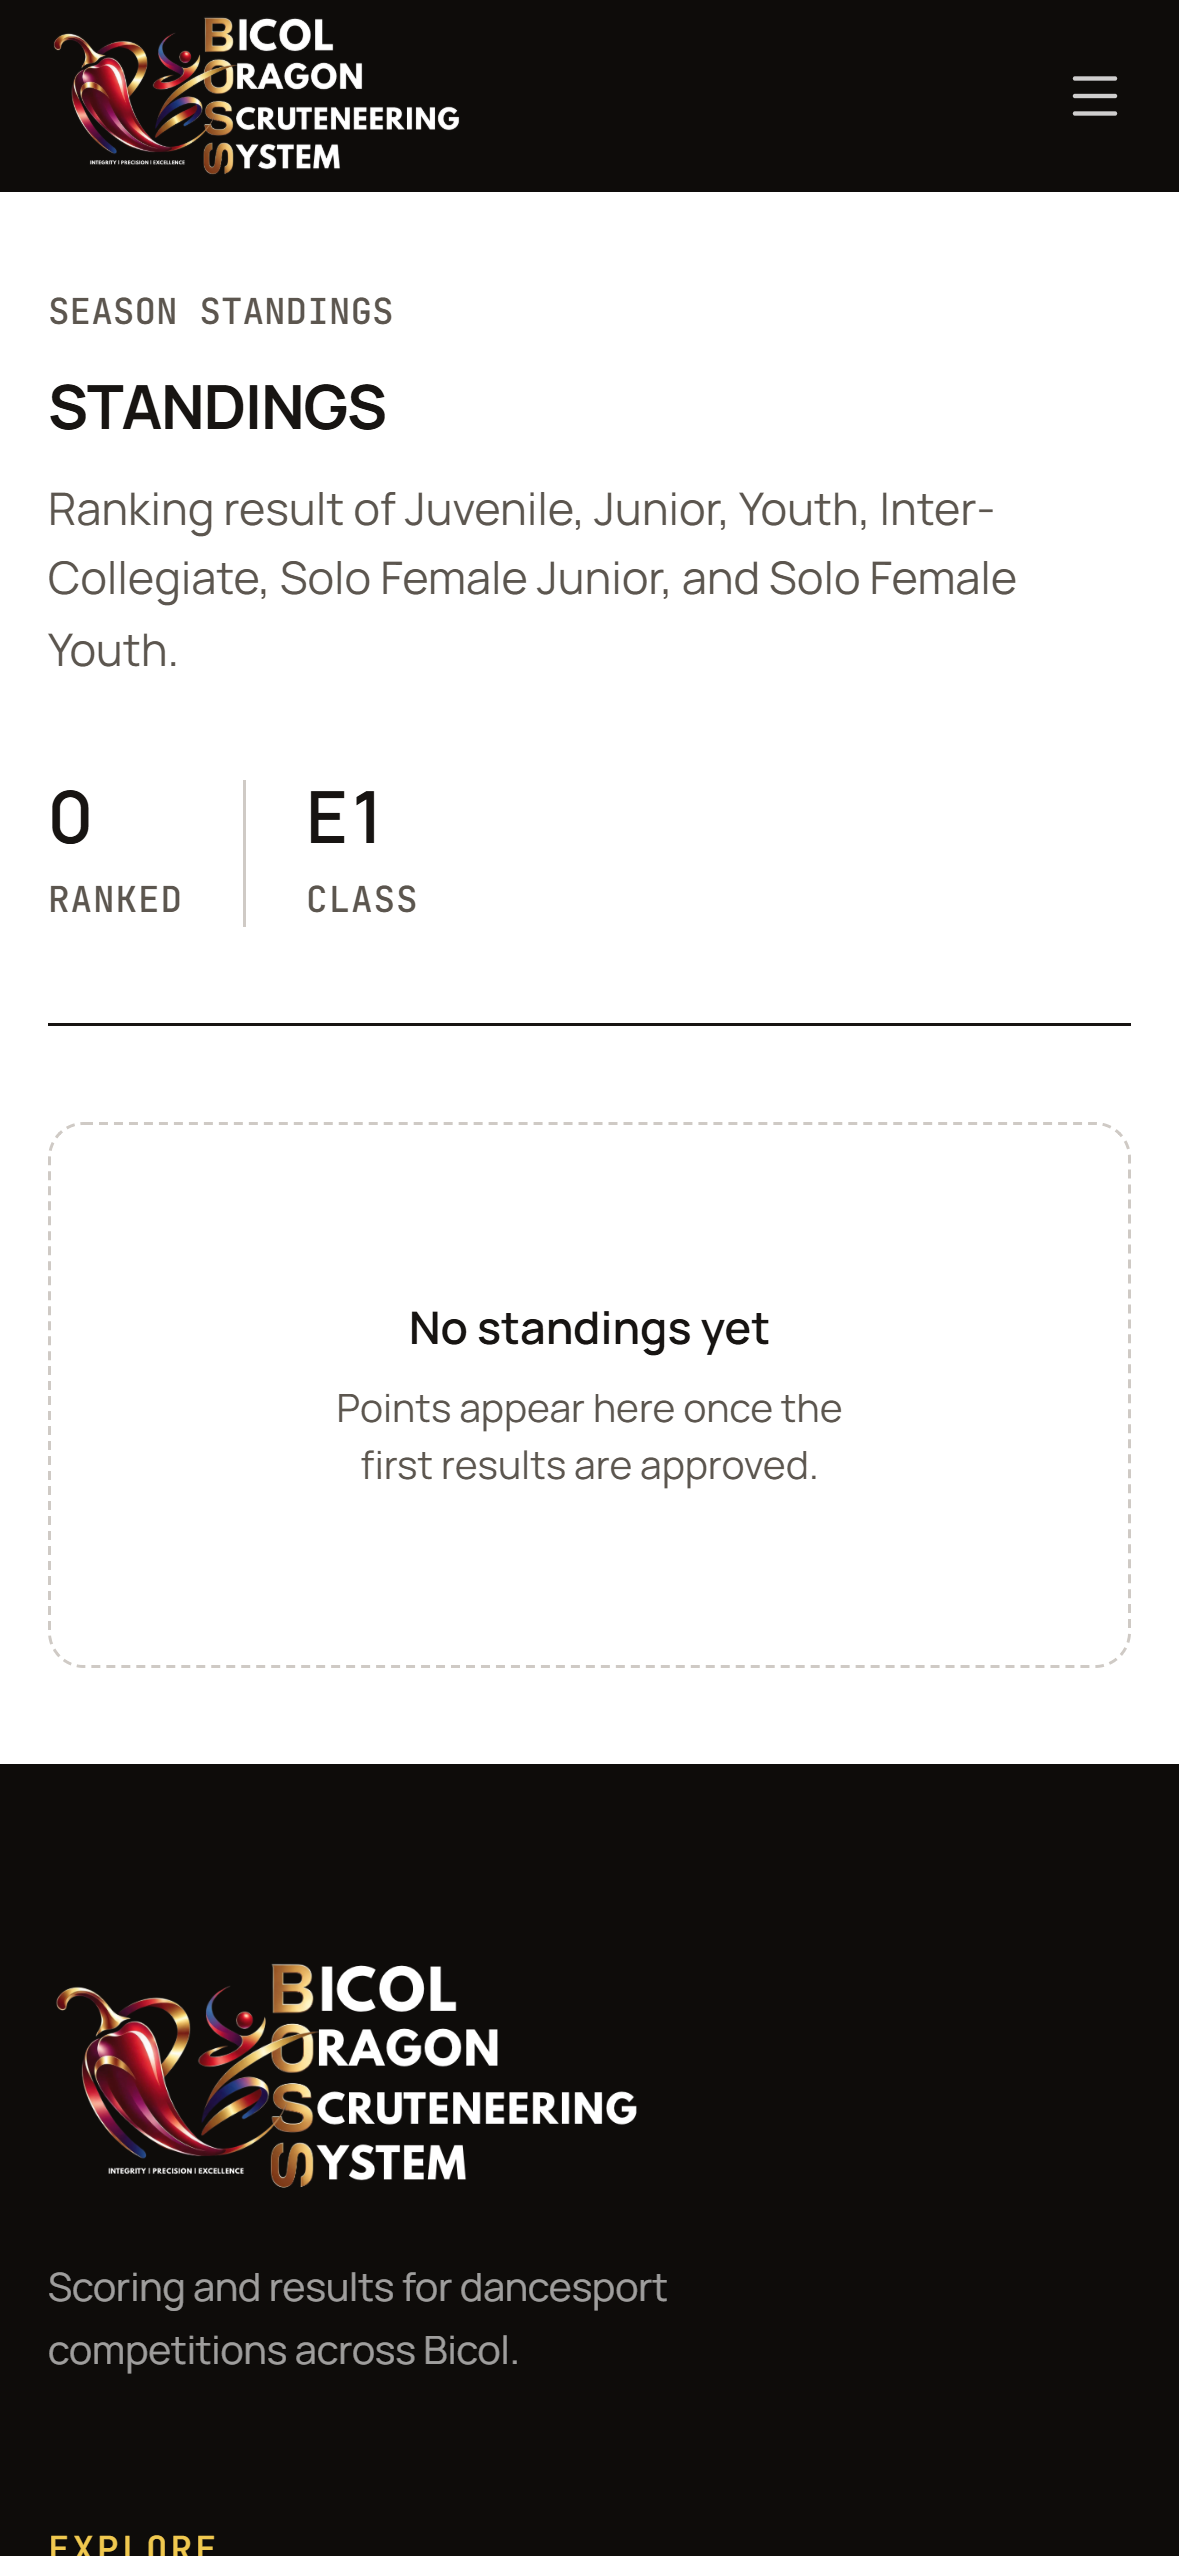 BICOL
ORAGON
SCRUTENEERING
SYSTEM
INTEGRITY | PRECISION | EXCELLENCE
SEASON STANDINGS
STANDINGS
Ranking result of Juvenile, Junior, Youth, Inter-
Collegiate, Solo Female Junior, and Solo Female
Youth.
0
RANKED
E1
CLASS
No standings yet
Points appear here once the
first results are approved.
BICOL
ORAGON
SCRUTENEERING
SYSTEM
INTEGRITY | PRECISION | EXCELLENCE
Scoring and results for dancesport
competitions across Bicol.
EXPLORE